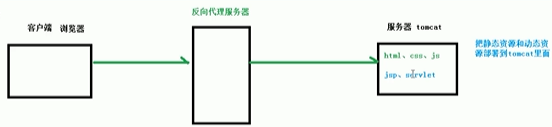 客户端 浏览器
反向代理服务器
服务器 tomcat
html、css、js
jsp、servlet
把静态资源和动态资
源部署到tomcat里面